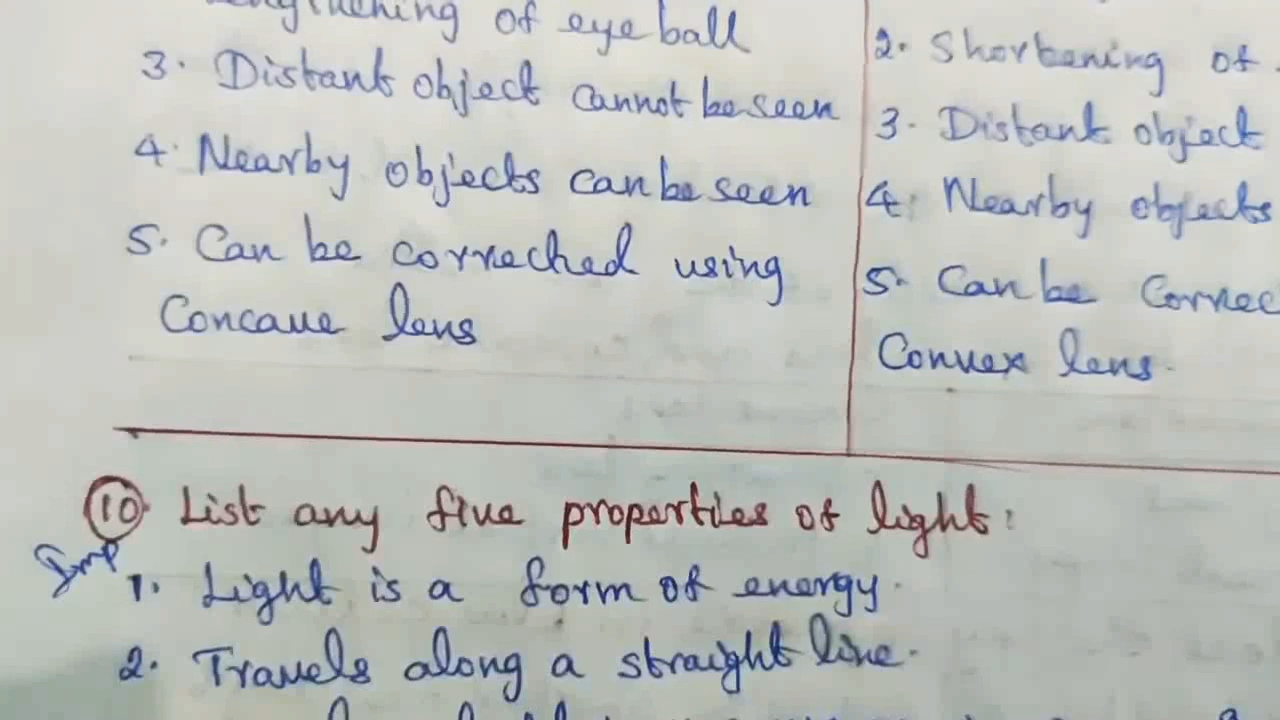 of eye ball
3. Distant object cannot be seen
4. Nearby objects can be seen
5. Can be corrected using
Concave lens
2. Shortening of
3. Distant object
4. Nearby objects
5. Can be Correc
Convex lens.
10. List any five properties of light:
Imp
1. Light is a form of energy.
2. Travels along a straight line.